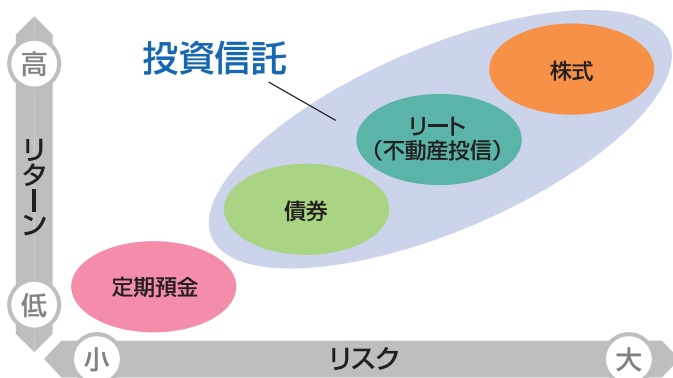 高
投資信託
株式
リート
（不動産投信）
リターン
債券
定期預金
低
小
リスク
大